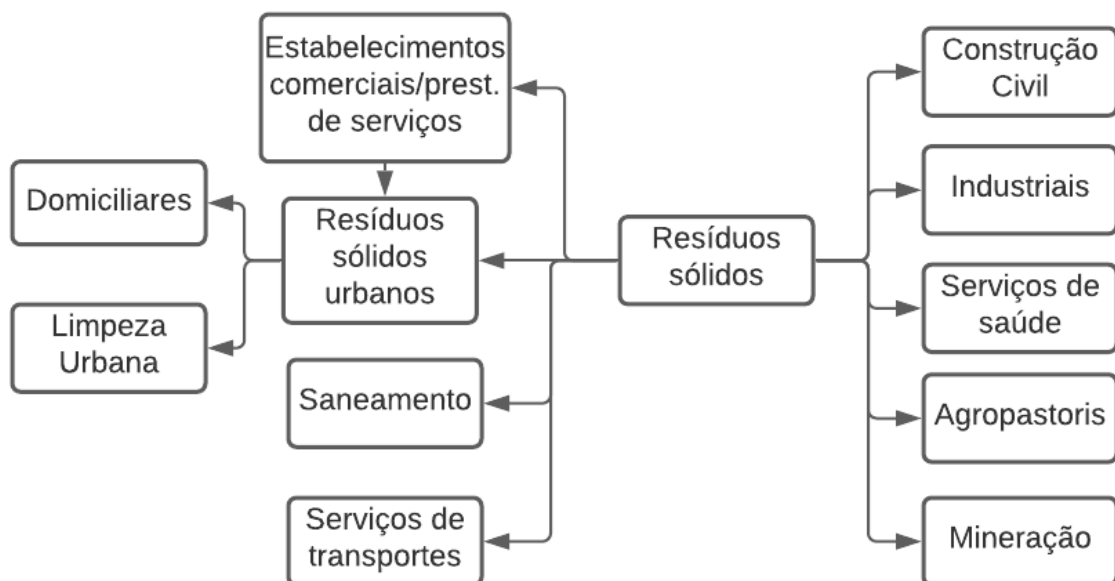 Estabelecimentos
comerciais/prest.
de serviços
Domiciliares
Limpeza
Urbana
Resíduos
sólidos
urbanos
Saneamento
Serviços de
transportes
Resíduos
sólidos
Construção
Civil
Industriais
Serviços de
saúde
Agropastoris
Mineração